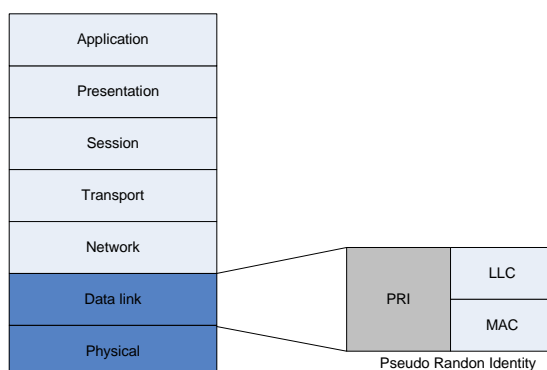 Application
Presentation
Session
Transport
Network
Data link
Physical
PRI
LLC
MAC
Pseudo Randon Identity